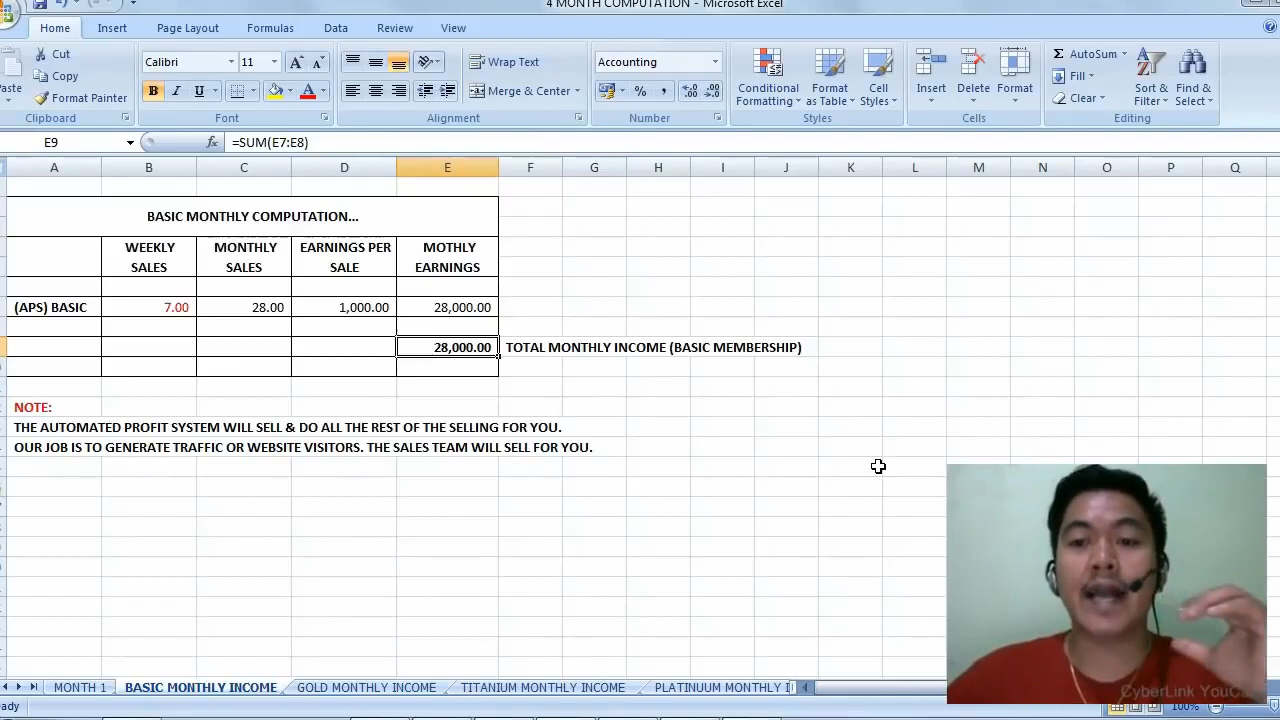 4 MONTH COMPUTATION - Microsoft Excel
Home Insert Page Layout Formulas Data Review View
Cut
Copy
Format Painter
Clipboard
Calibri 11
Font
Wrap Text
Merge & Center
Alignment
Accounting
Number
Conditional Formatting
Format as Table
Cell Styles
Styles
Insert Delete Format
Cells
AutoSum
Fill
Clear
Sort & Filter
Find & Select
Editing
E9 fx =SUM(E7:E8)
A B C D E F G H I J K L M N O P Q
BASIC MONTHLY COMPUTATION...
WEEKLY SALES
MONTHLY SALES
EARNINGS PER SALE
MOTHLY EARNINGS
(APS) BASIC 7.00 28.00 1,000.00 28,000.00
28,000.00 TOTAL MONTHLY INCOME (BASIC MEMBERSHIP)
NOTE:
THE AUTOMATED PROFIT SYSTEM WILL SELL & DO ALL THE REST OF THE SELLING FOR YOU.
OUR JOB IS TO GENERATE TRAFFIC OR WEBSITE VISITORS. THE SALES TEAM WILL SELL FOR YOU.
MONTH 1 BASIC MONTHLY INCOME GOLD MONTHLY INCOME TITANIUM MONTHLY INCOME PLATINUUM MONTHLY I
CyberLink
100%